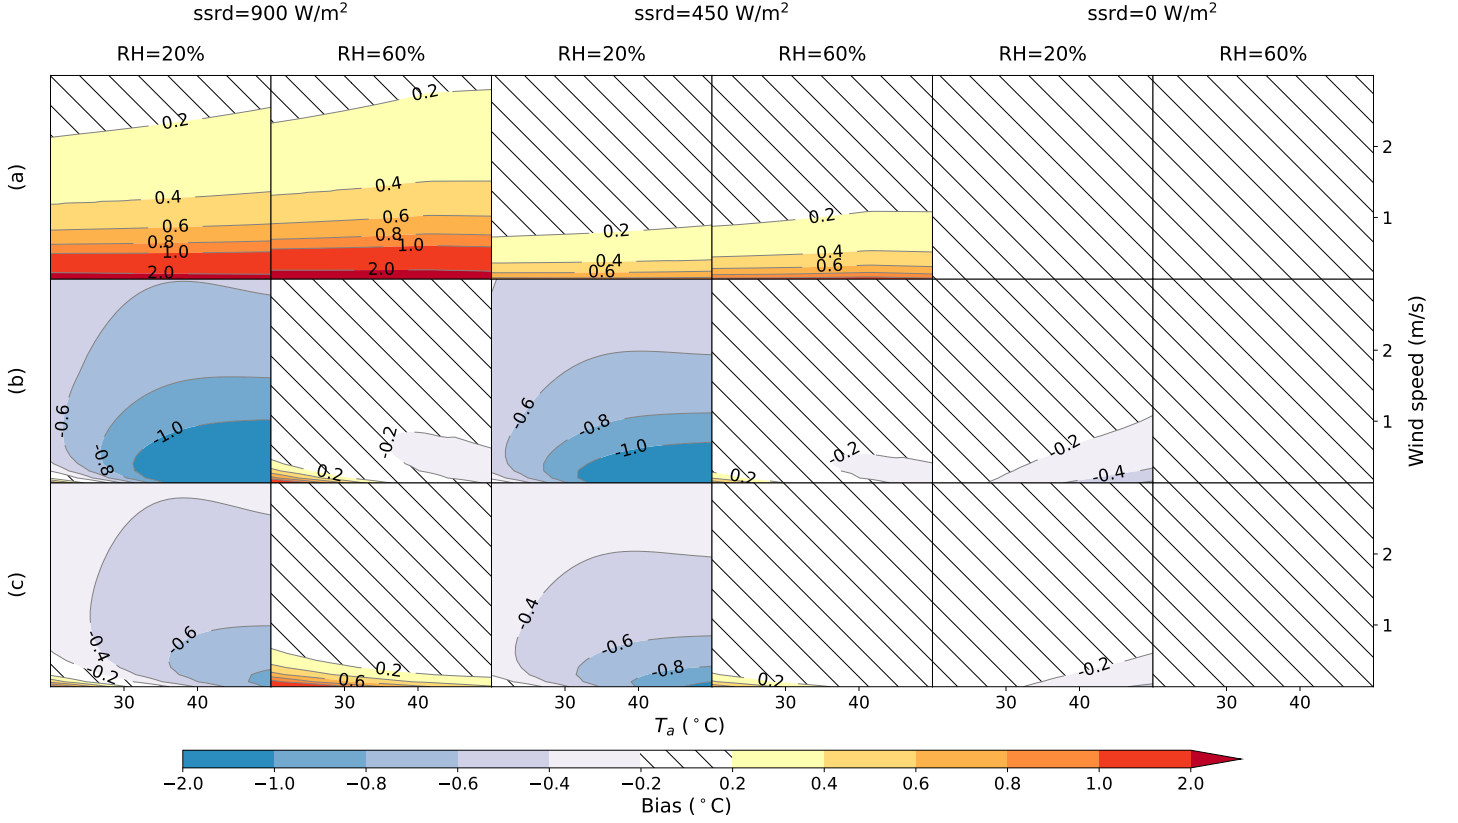 ssrd=900 W/m² ssrd=450 W/m² ssrd=0 W/m²
RH=20% RH=60% RH=20% RH=60% RH=20% RH=60%
(a)
0.2 0.4 0.6 0.8 1.0 2.0
0.2 0.4 0.6 0.8 1.0 2.0
0.2 0.4 0.6
0.2 0.4 0.6
2
1
(b)
-0.6 -0.8 -1.0
-0.2 0.2
-0.6 -0.8 -1.0
-0.2 0.2
-0.2 -0.4
2
1
Wind speed (m/s)
(c)
-0.4 -0.6 -0.2
0.2 0.6
-0.4 -0.6 -0.8
0.2
-0.2
2
1
30 40 30 40 30 40 30 40 30 40 30 40
Tₐ (°C)
−2.0 −1.0 −0.8 −0.6 −0.4 −0.2 0.2 0.4 0.6 0.8 1.0 2.0
Bias (°C)